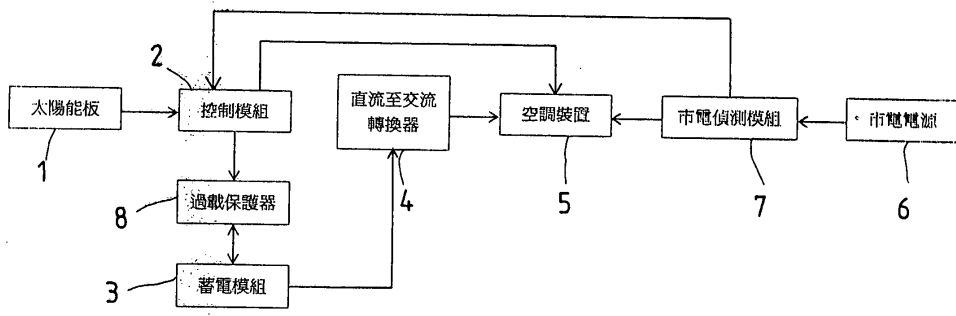 2
太陽能板
1
控制模組
直流至交流
轉換器
4
空調裝置
5
市電偵測模組
7
市電電源
6
8
過載保護器
3
蓄電模組